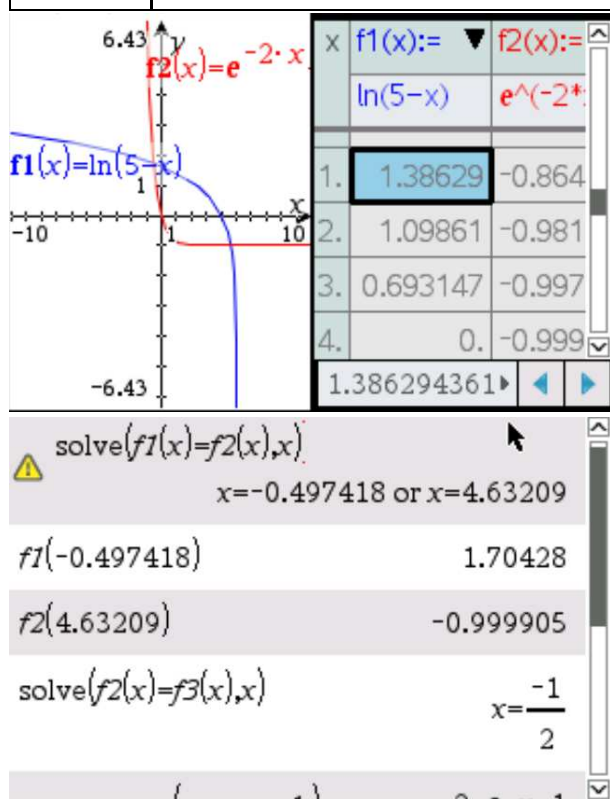 6.43 y
f2(x)=e^-2·x
f1(x)=ln(5-x)
1
x
-10 1 10
-6.43
x f1(x):= ▼ f2(x):=
ln(5-x) e^(-2*
1. 1.38629 -0.864
2. 1.09861 -0.981
3. 0.693147 -0.997
4. 0. -0.999
1.386294361▸
solve(f1(x)=f2(x),x)
x=-0.497418 or x=4.63209
f1(-0.497418) 1.70428
f2(4.63209) -0.999905
solve(f2(x)=f3(x),x) x=-1/2